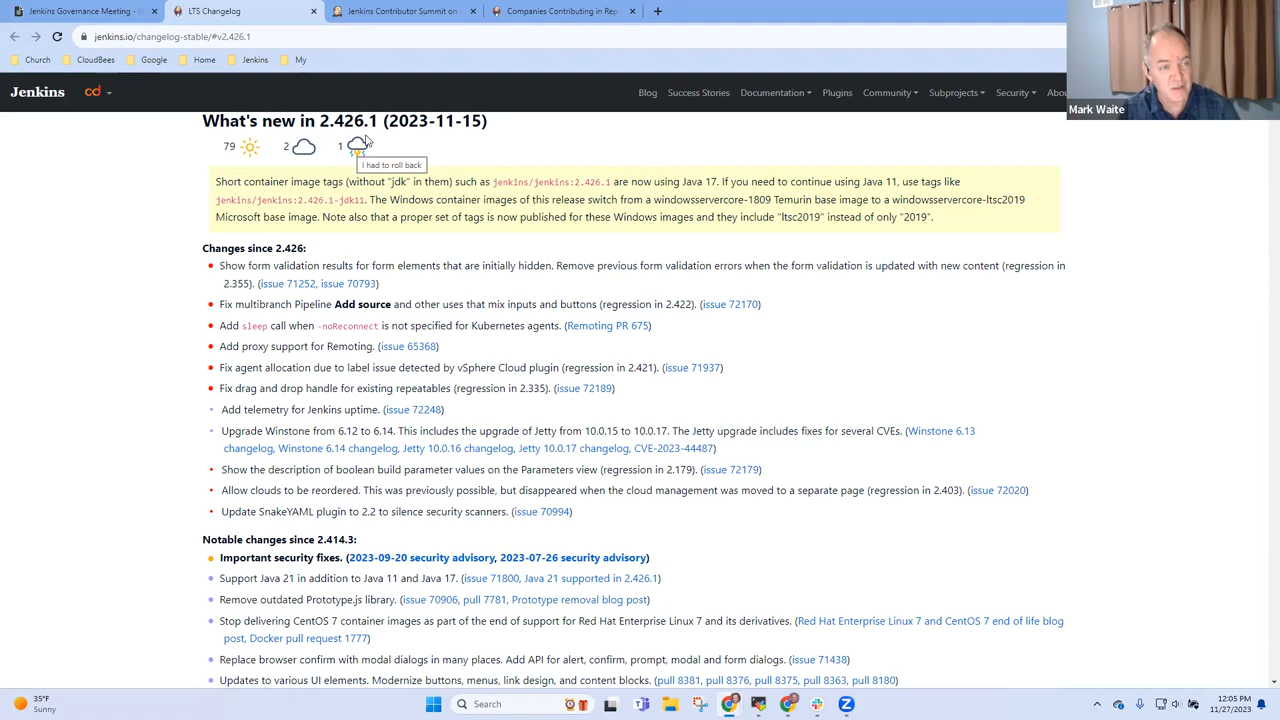 Jenkins Governance Meeting -
LTS Changelog
Jenkins Contributor Summit on
Companies Contributing in Rep
jenkins.io/changelog-stable/#v2.426.1
Church
CloudBees
Google
Home
Jenkins
My
Mark Waite
Jenkins
cd
Blog
Success Stories
Documentation
Plugins
Community
Subprojects
Security
Abou
What's new in 2.426.1 (2023-11-15)
79
2
1
I had to roll back
Short container image tags (without "jdk" in them) such as jenkins/jenkins:2.426.1 are now using Java 17. If you need to continue using Java 11, use tags like
jenkins/jenkins:2.426.1-jdk11. The Windows container images of this release switch from a windowsservercore-1809 Temurin base image to a windowsservercore-ltsc2019
Microsoft base image. Note also that a proper set of tags is now published for these Windows images and they include "ltsc2019" instead of only "2019".
Changes since 2.426:
Show form validation results for form elements that are initially hidden. Remove previous form validation errors when the form validation is updated with new content (regression in
2.355). (issue 71252, issue 70793)
Fix multibranch Pipeline Add source and other uses that mix inputs and buttons (regression in 2.422). (issue 72170)
Add sleep call when -noReconnect is not specified for Kubernetes agents. (Remoting PR 675)
Add proxy support for Remoting. (issue 65368)
Fix agent allocation due to label issue detected by vSphere Cloud plugin (regression in 2.421). (issue 71937)
Fix drag and drop handle for existing repeatables (regression in 2.335). (issue 72189)
Add telemetry for Jenkins uptime. (issue 72248)
Upgrade Winstone from 6.12 to 6.14. This includes the upgrade of Jetty from 10.0.15 to 10.0.17. The Jetty upgrade includes fixes for several CVEs. (Winstone 6.13
changelog, Winstone 6.14 changelog, Jetty 10.0.16 changelog, Jetty 10.0.17 changelog, CVE-2023-44487)
Show the description of boolean build parameter values on the Parameters view (regression in 2.179). (issue 72179)
Allow clouds to be reordered. This was previously possible, but disappeared when the cloud management was moved to a separate page (regression in 2.403). (issue 72020)
Update SnakeYAML plugin to 2.2 to silence security scanners. (issue 70994)
Notable changes since 2.414.3:
Important security fixes. (2023-09-20 security advisory, 2023-07-26 security advisory)
Support Java 21 in addition to Java 11 and Java 17. (issue 71800, Java 21 supported in 2.426.1)
Remove outdated Prototype.js library. (issue 70906, pull 7781, Prototype removal blog post)
Stop delivering CentOS 7 container images as part of the end of support for Red Hat Enterprise Linux 7 and its derivatives. (Red Hat Enterprise Linux 7 and CentOS 7 end of life blog
post, Docker pull request 1777)
Replace browser confirm with modal dialogs in many places. Add API for alert, confirm, prompt, modal and form dialogs. (issue 71438)
Updates to various UI elements. Modernize buttons, menus, link design, and content blocks. (pull 8381, pull 8376, pull 8375, pull 8363, pull 8180)
35°F
Sunny
Search
12:05 PM
11/27/2023